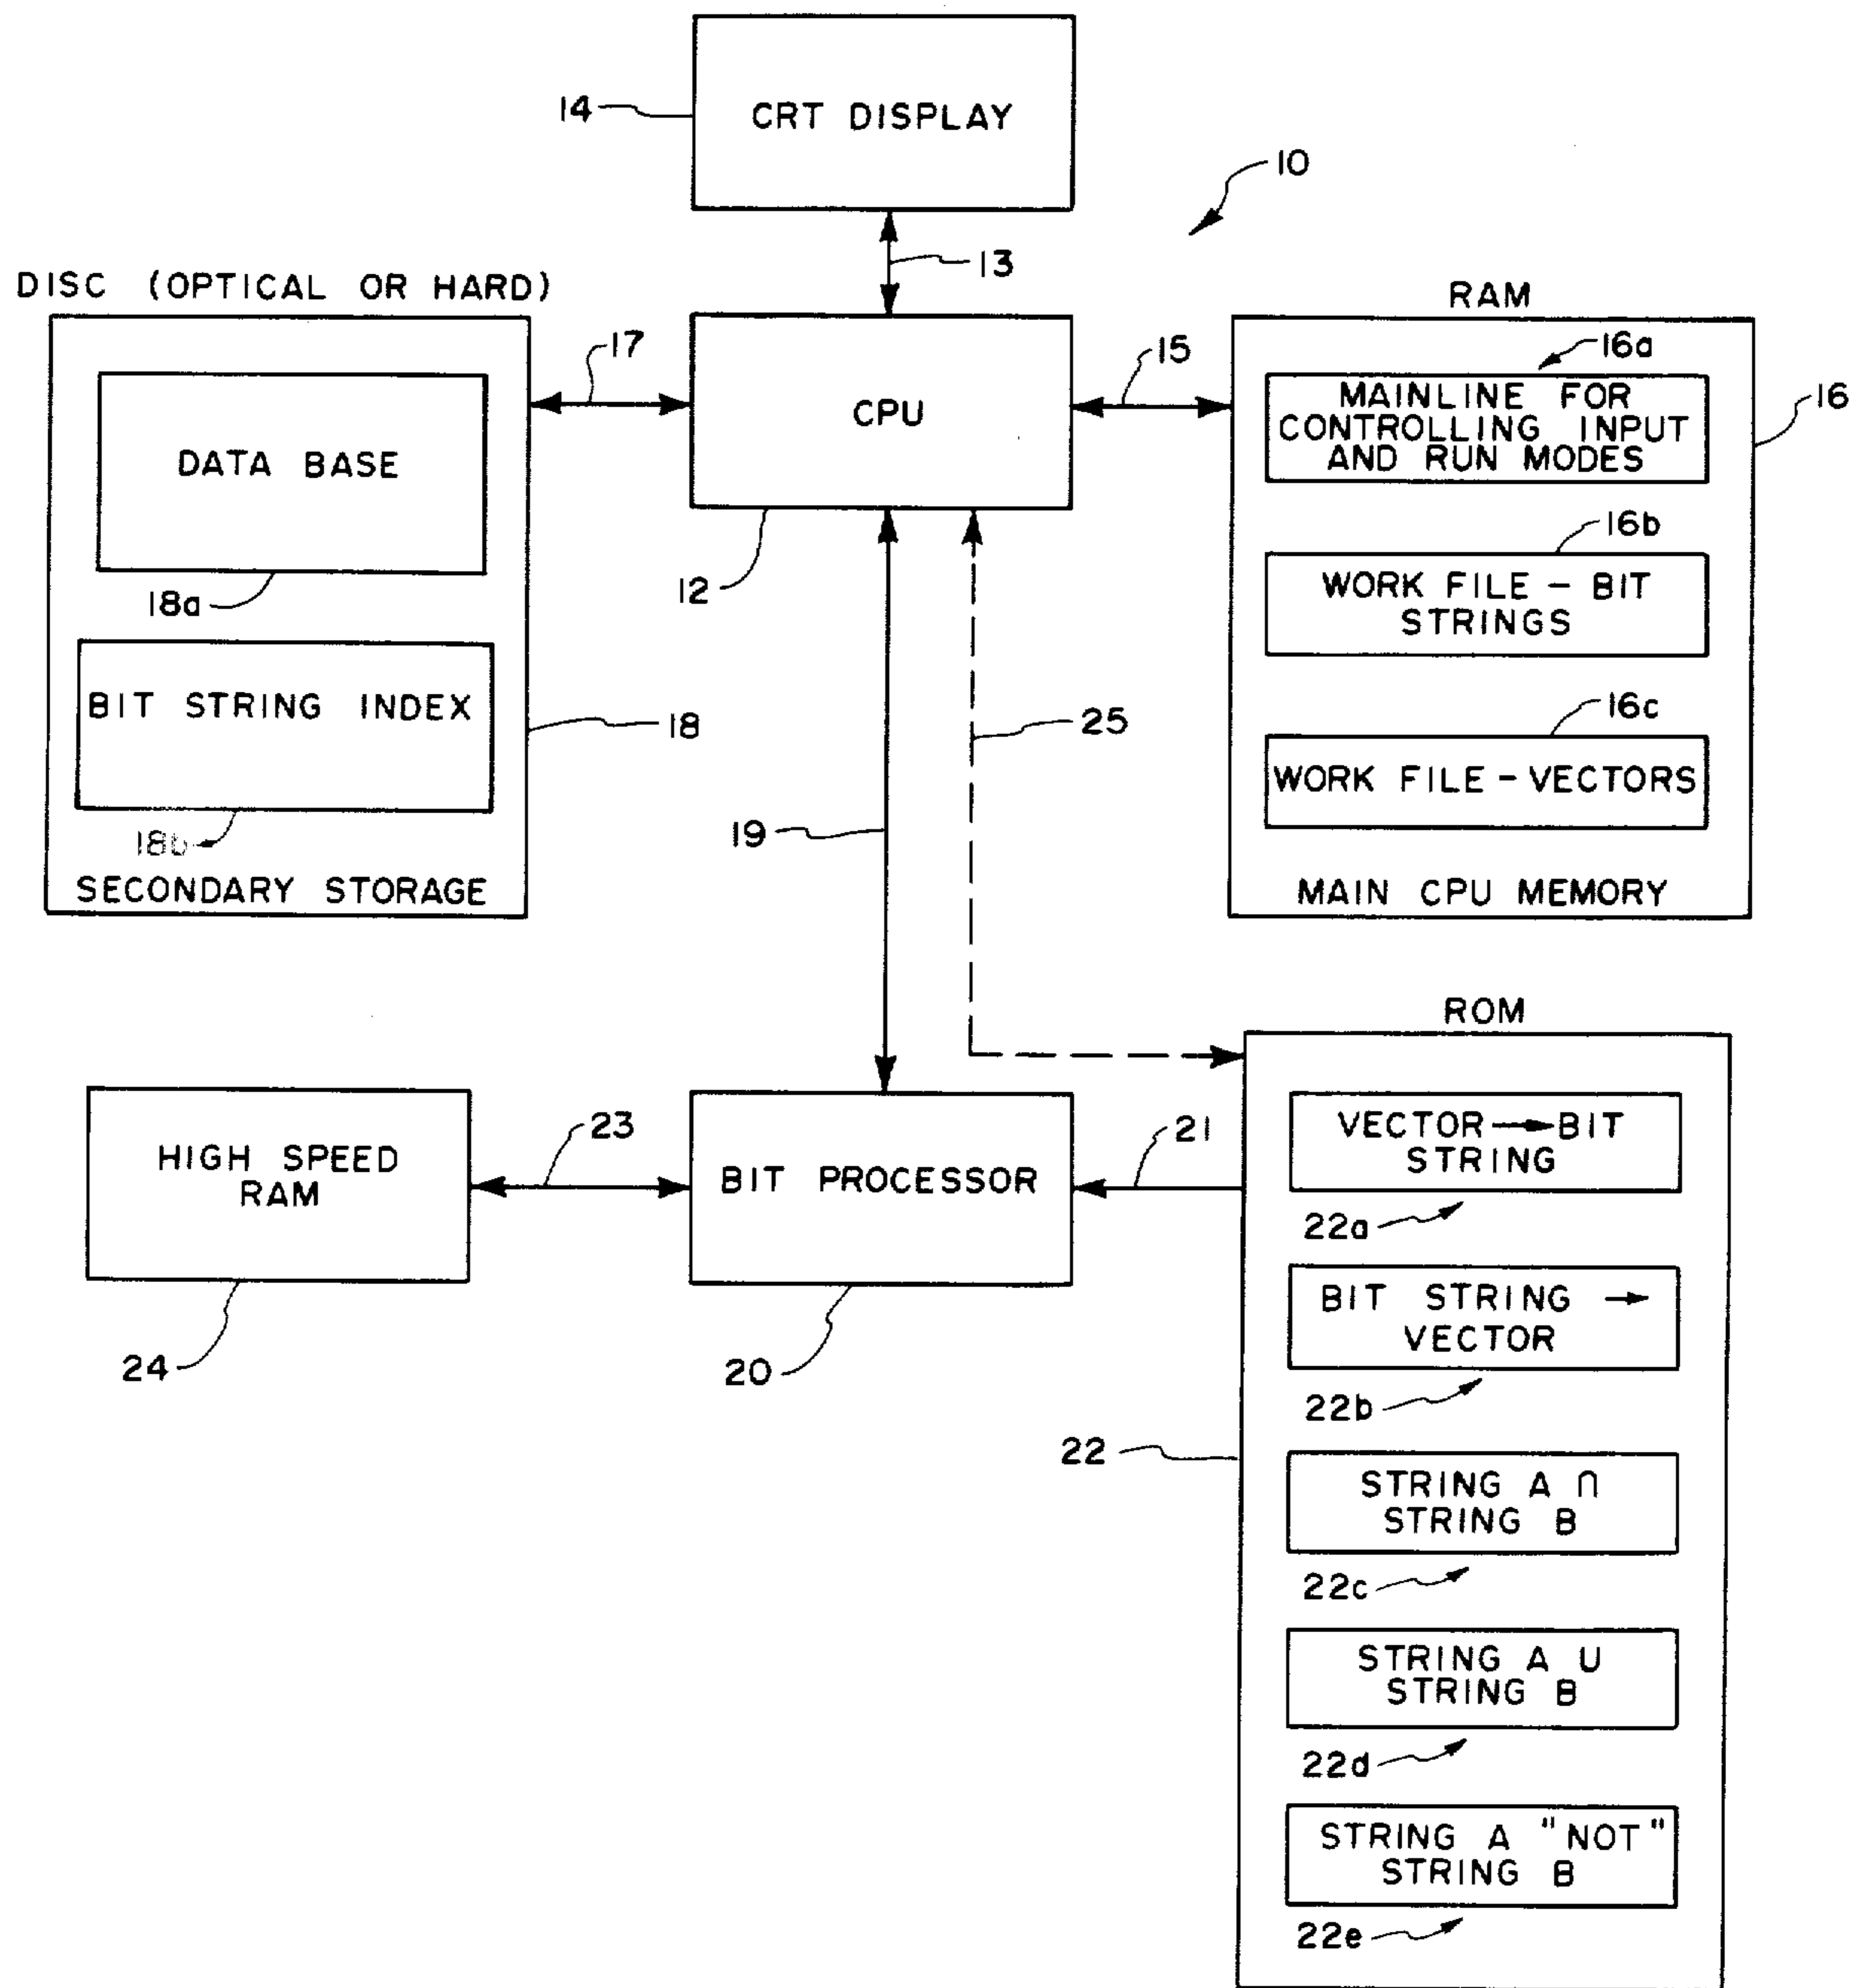 14
CRT DISPLAY
10
13
DISC (OPTICAL OR HARD)
RAM
17
15
16a
16
DATA BASE
CPU
MAINLINE FOR
CONTROLLING INPUT
AND RUN MODES
18a
12
16b
WORK FILE – BIT
STRINGS
BIT STRING INDEX
18
25
16c
WORK FILE – VECTORS
18b
19
SECONDARY STORAGE
MAIN CPU MEMORY
ROM
HIGH SPEED
RAM
23
BIT PROCESSOR
21
VECTOR → BIT
STRING
22a
24
20
BIT STRING →
VECTOR
22b
22
STRING A ∩
STRING B
22c
STRING A ∪
STRING B
22d
STRING A "NOT"
STRING B
22e